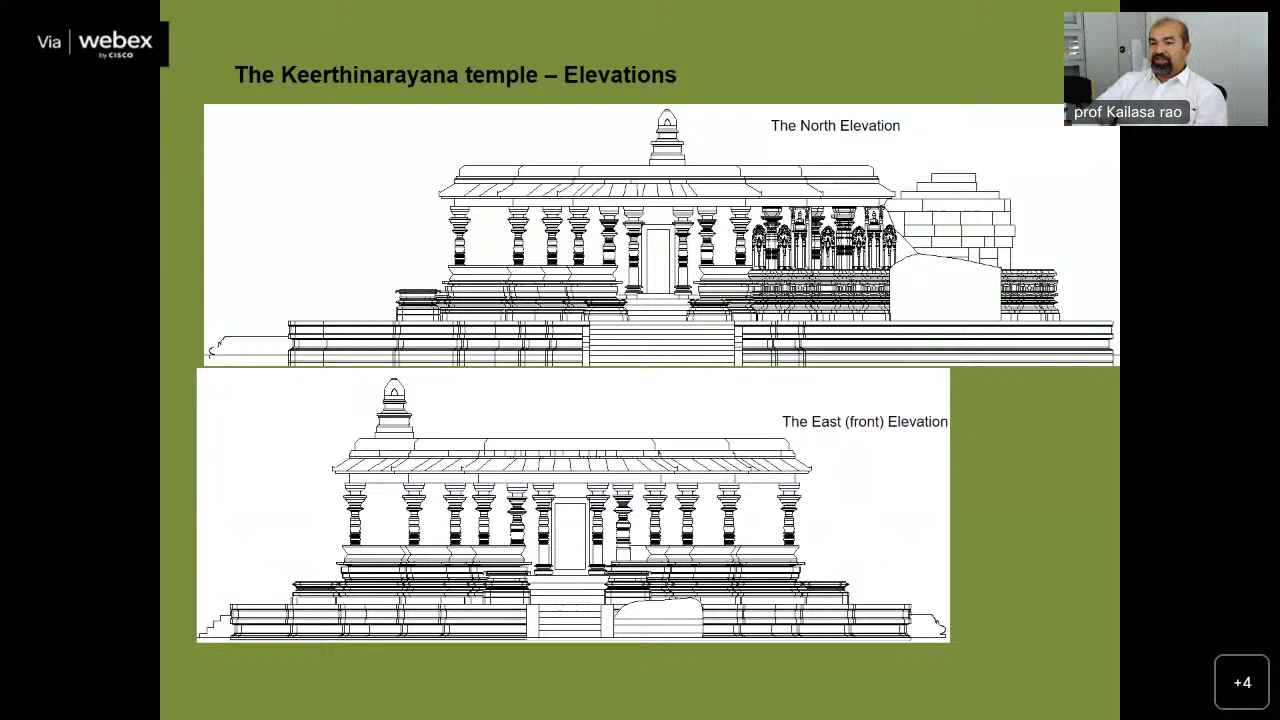 Via webex
by CISCO
The Keerthinarayana temple – Elevations
prof Kailasa rao
The North Elevation
The East (front) Elevation
+4